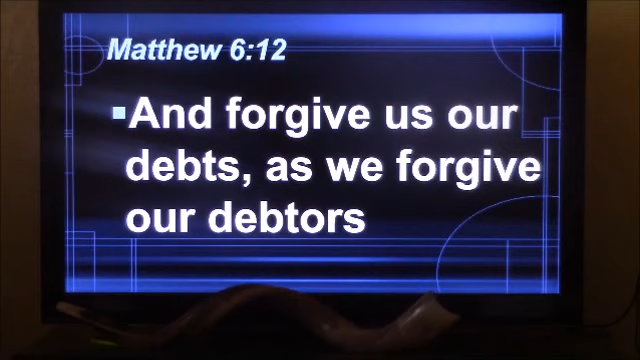 Matthew 6:12
▪And forgive us our
debts, as we forgive
our debtors